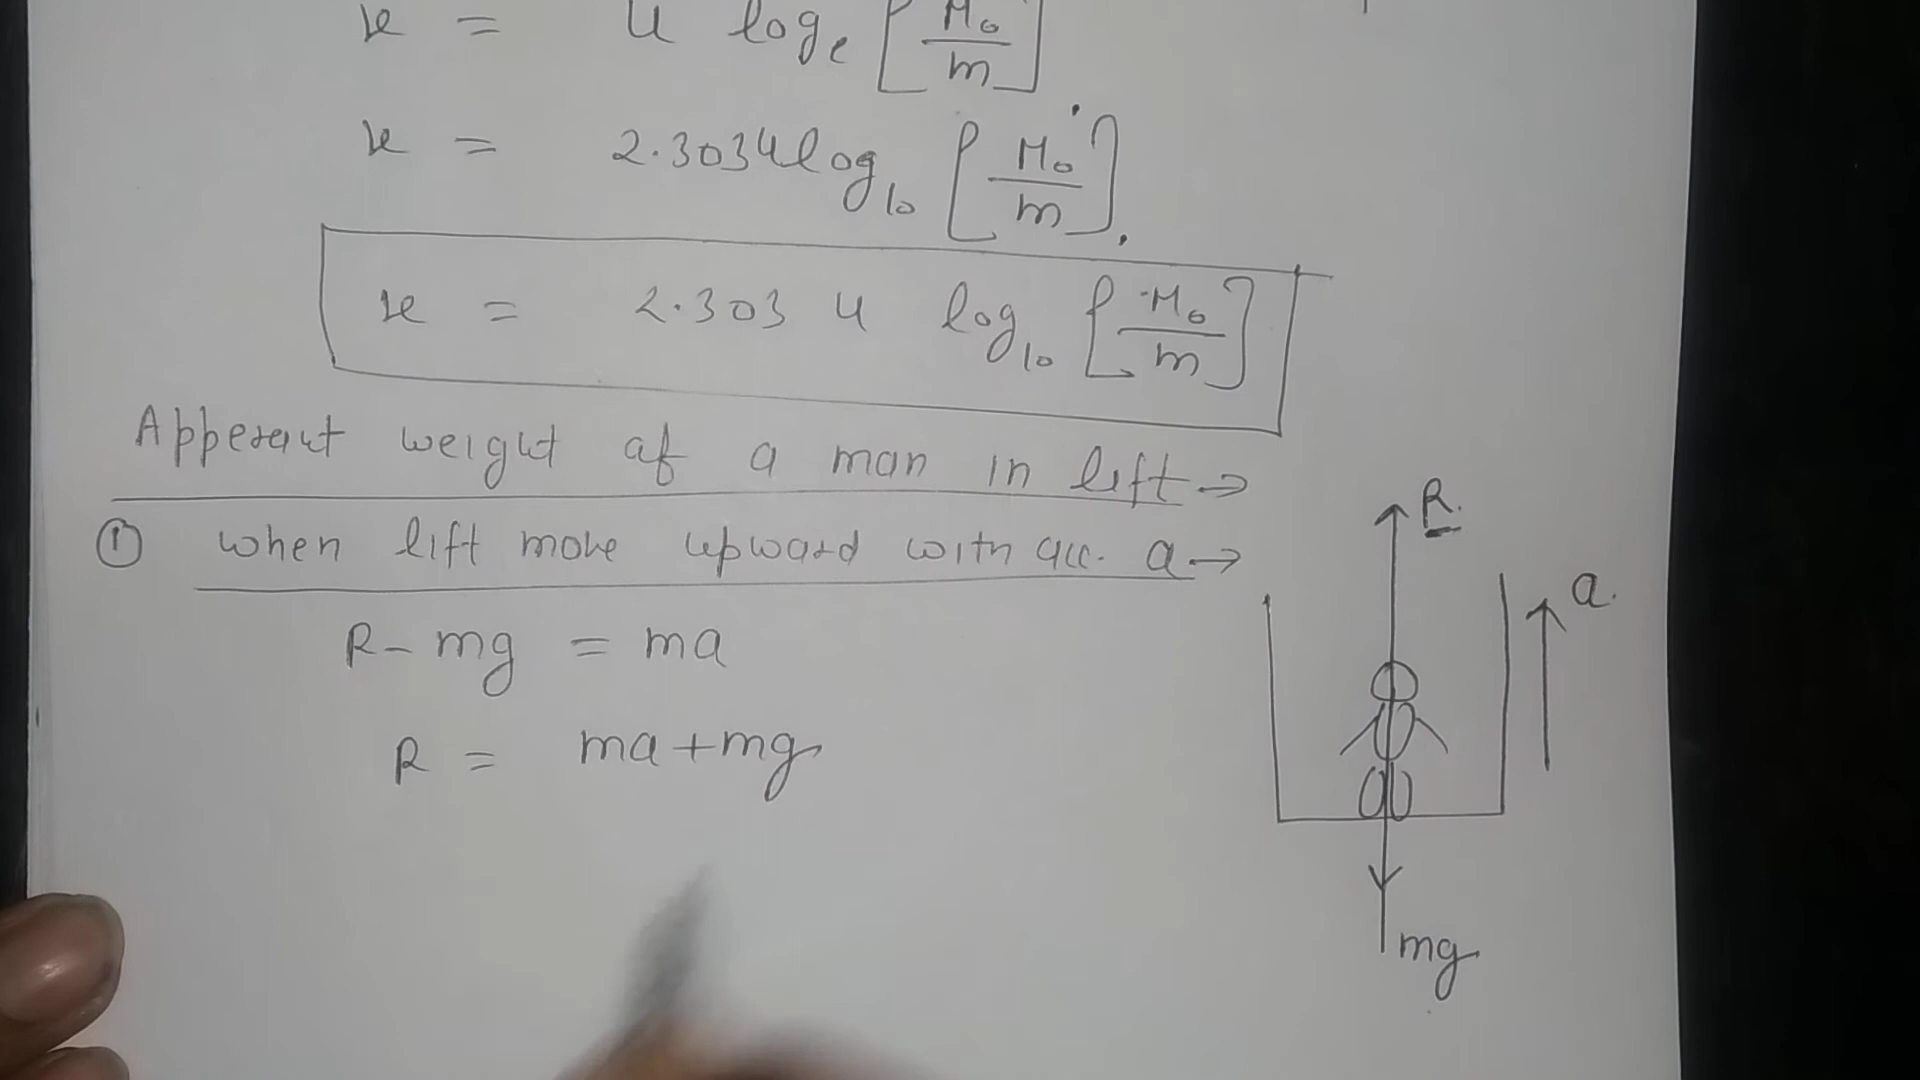 v = u logₑ [M₀/m]
v = 2.303u log₁₀ [M₀/m].
v = 2.303 u log₁₀ [M₀/m]
Apperant weight of a man in lift →
① when lift move upward with acc. a →
R - mg = ma
R = ma + mg
R.
a.
mg